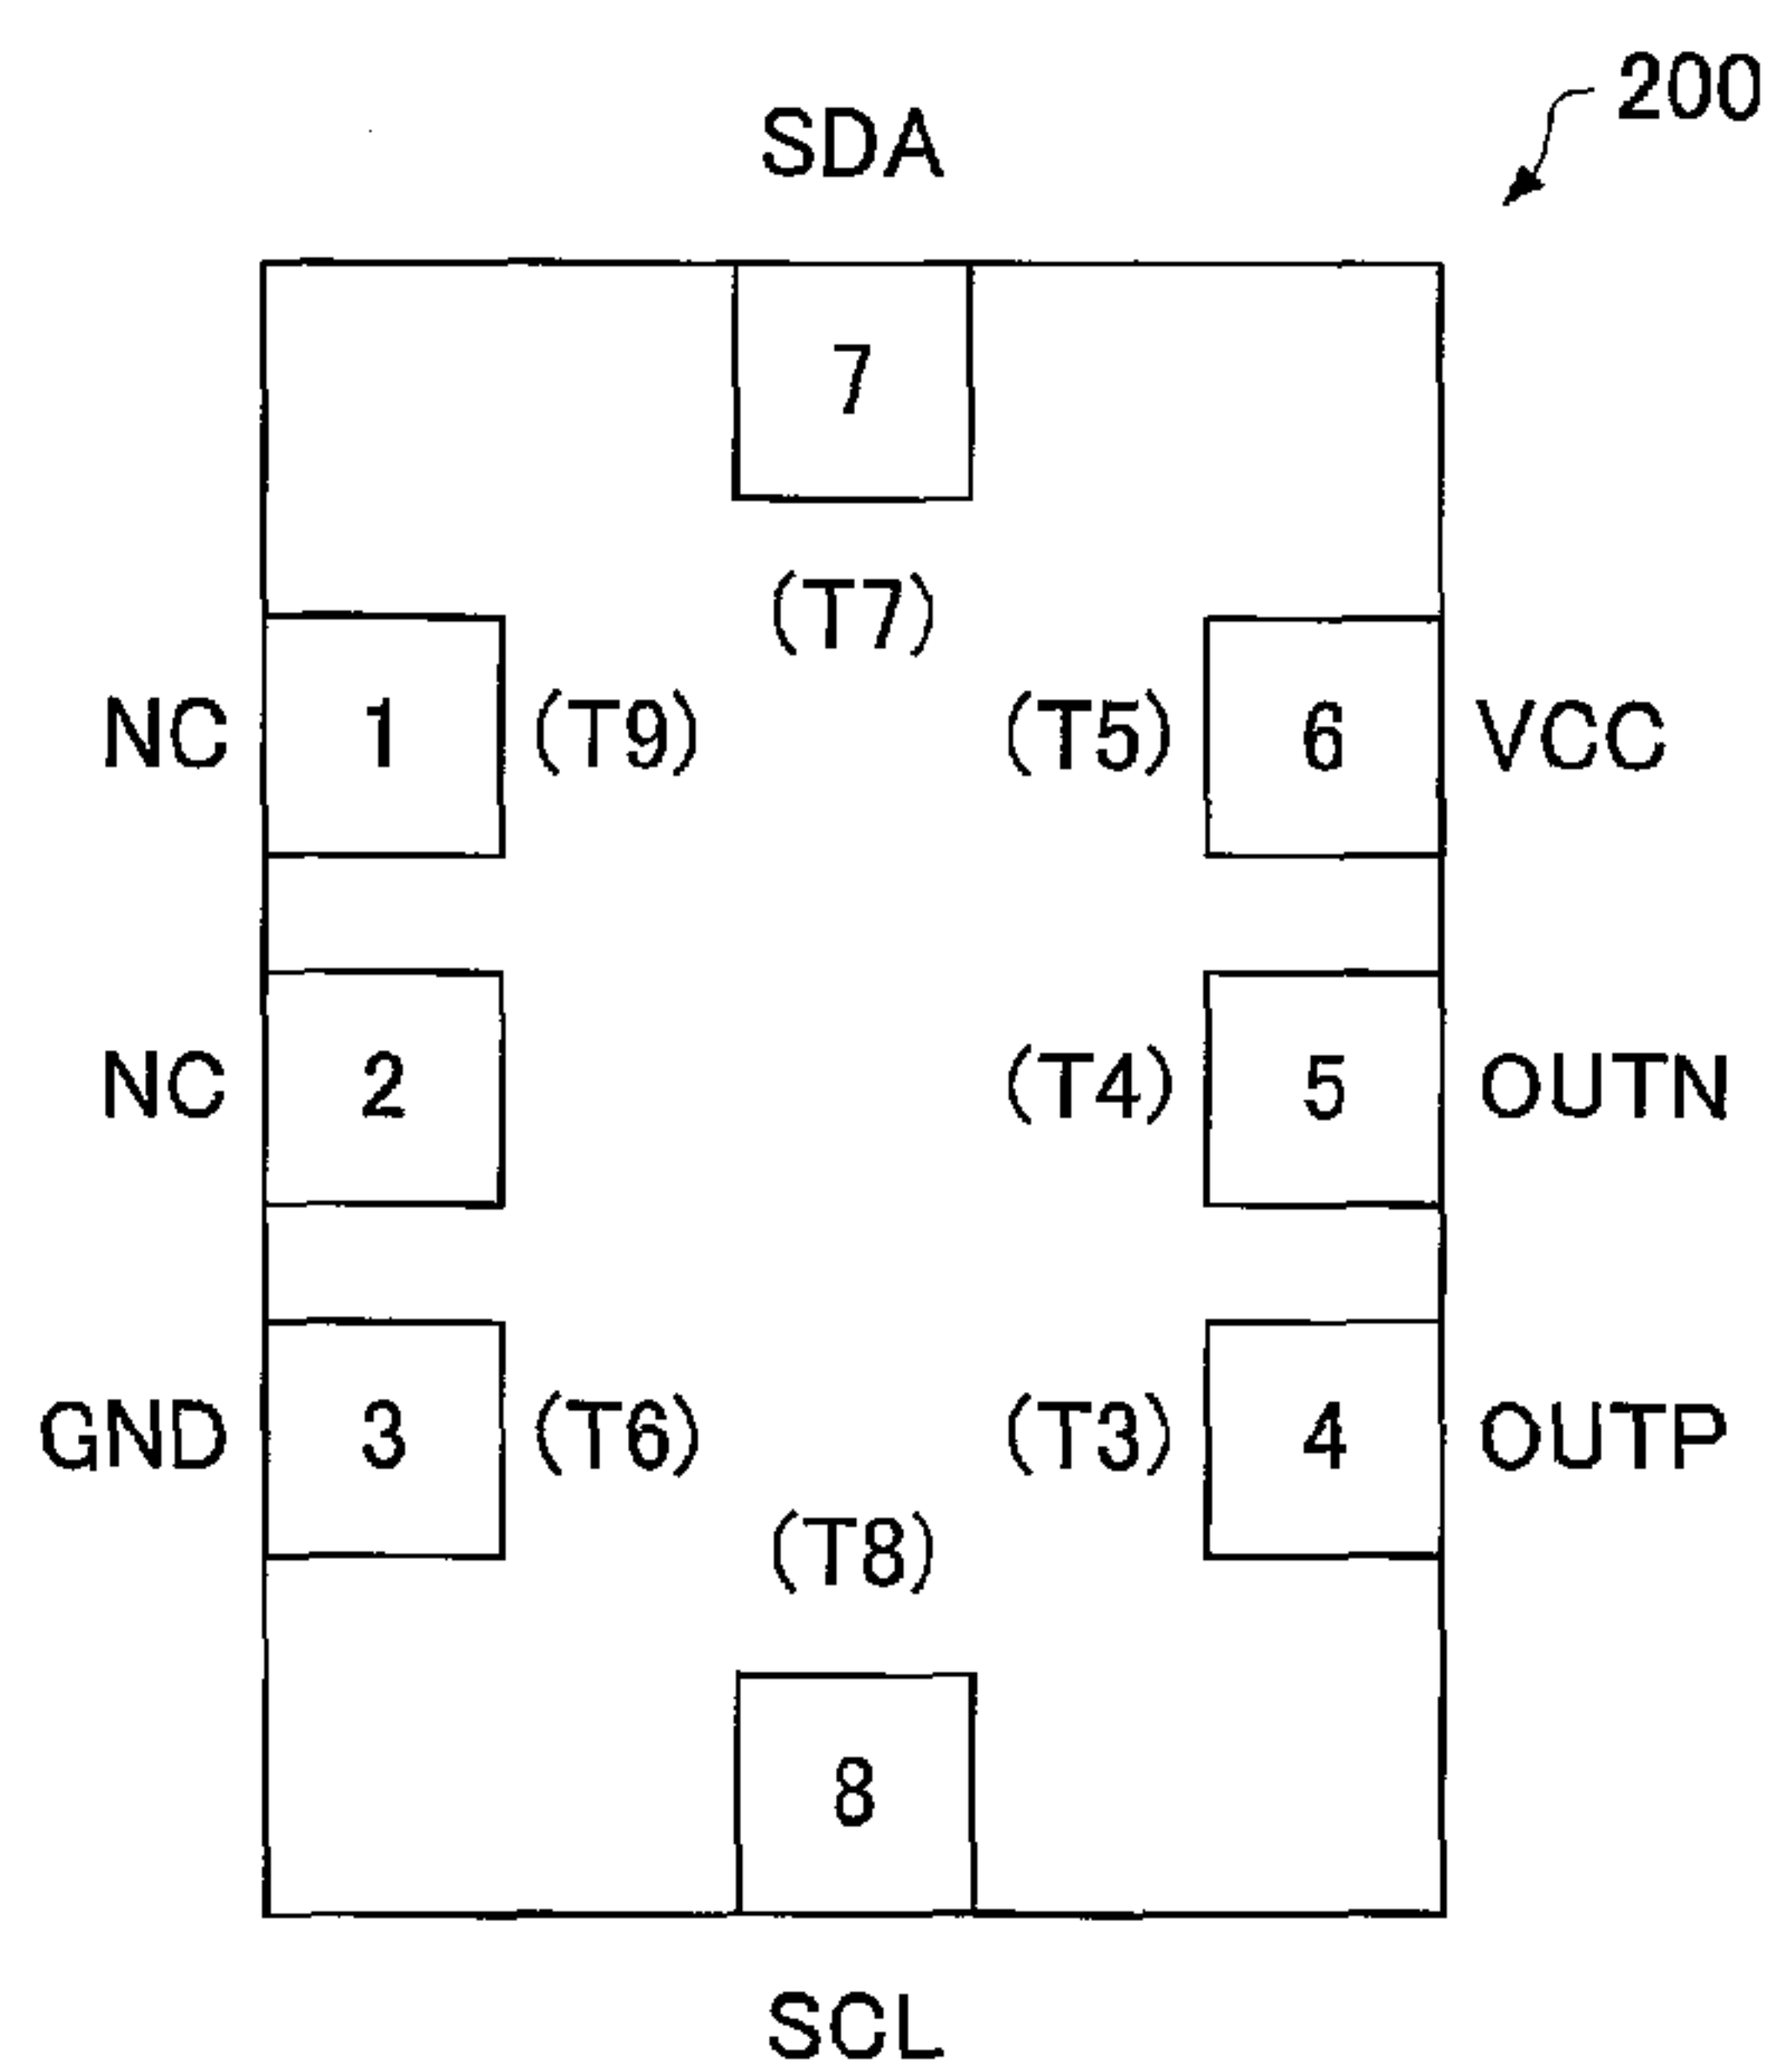 200
SDA
7
(T7)
NC 1 (T9) (T5) 6 VCC
NC 2 (T4) 5 OUTN
GND 3 (T6) (T3) 4 OUTP
(T8)
8
SCL